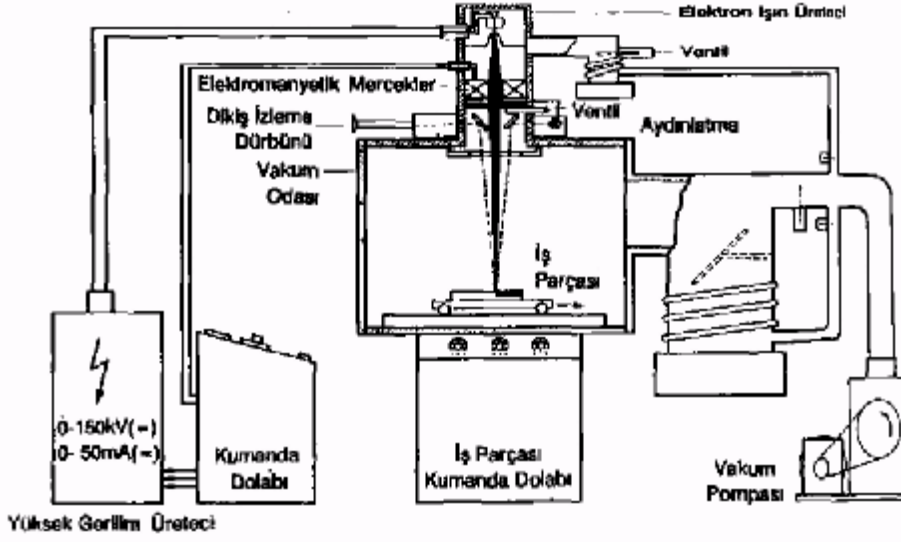 Elektron Işın Üreteci
Ventil
Elektromanyetik Mercekler
Ventil
Dikiş İzleme
Dürbünü
Aydınlatma
Vakum
Odası
İş
Parçası
0-150kV(=)
0- 50mA(=)
Kumanda
Dolabı
İş Parçası
Kumanda Dolabı
Vakum
Pompası
Yüksek Gerilim Üreteci